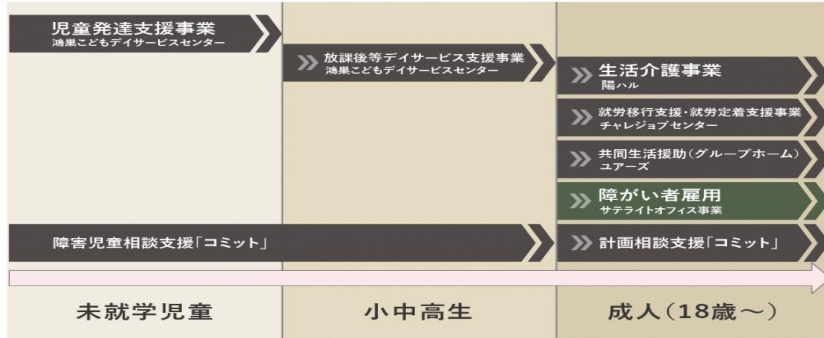 児童発達支援事業
鴻巣こどもデイサービスセンター
放課後等デイサービス支援事業
鴻巣こどもデイサービスセンター
生活介護事業
陽ハル
就労移行支援・就労定着支援事業
チャレジョブセンター
共同生活援助(グループホーム)
ユアーズ
障がい者雇用
サテライトオフィス事業
障害児童相談支援「コミット」
計画相談支援「コミット」
未就学児童
小中高生
成人(18歳～)